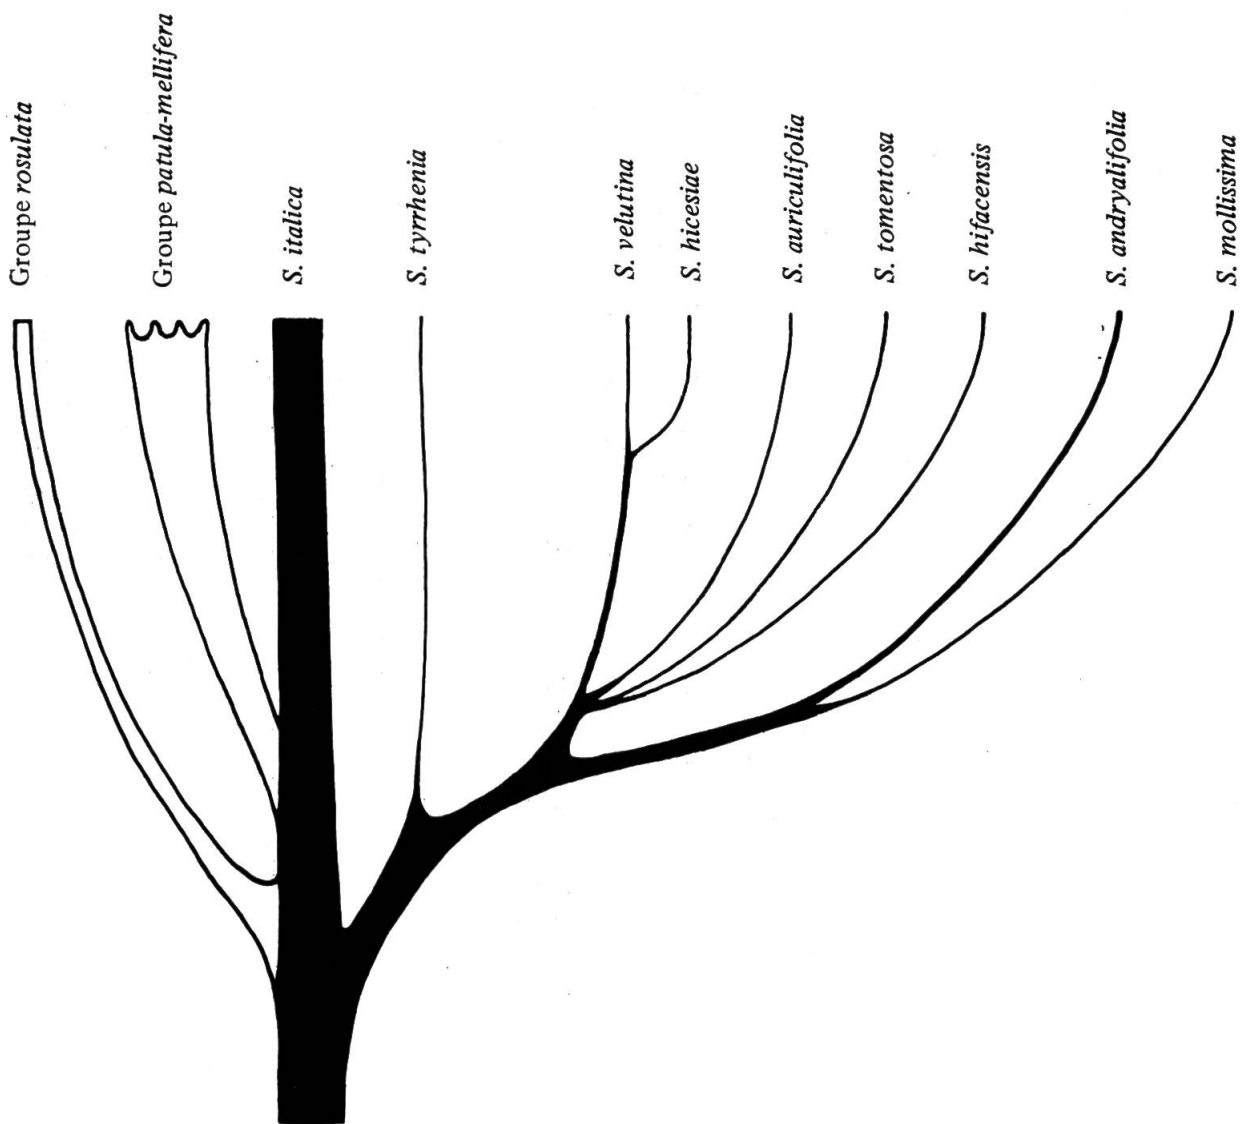 Groupe rosulata
Groupe patula-mellifera
S. italica
S. tyrrhenia
S. velutina
S. hicesiae
S. auriculifolia
S. tomentosa
S. hifacensis
S. andryalifolia
S. mollissima